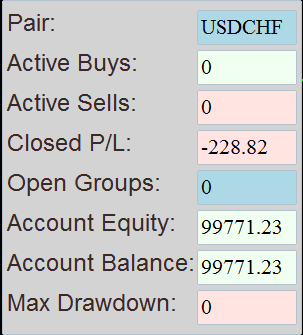 Pair: USDCHF
Active Buys: 0
Active Sells: 0
Closed P/L: -228.82
Open Groups: 0
Account Equity: 99771.23
Account Balance: 99771.23
Max Drawdown: 0